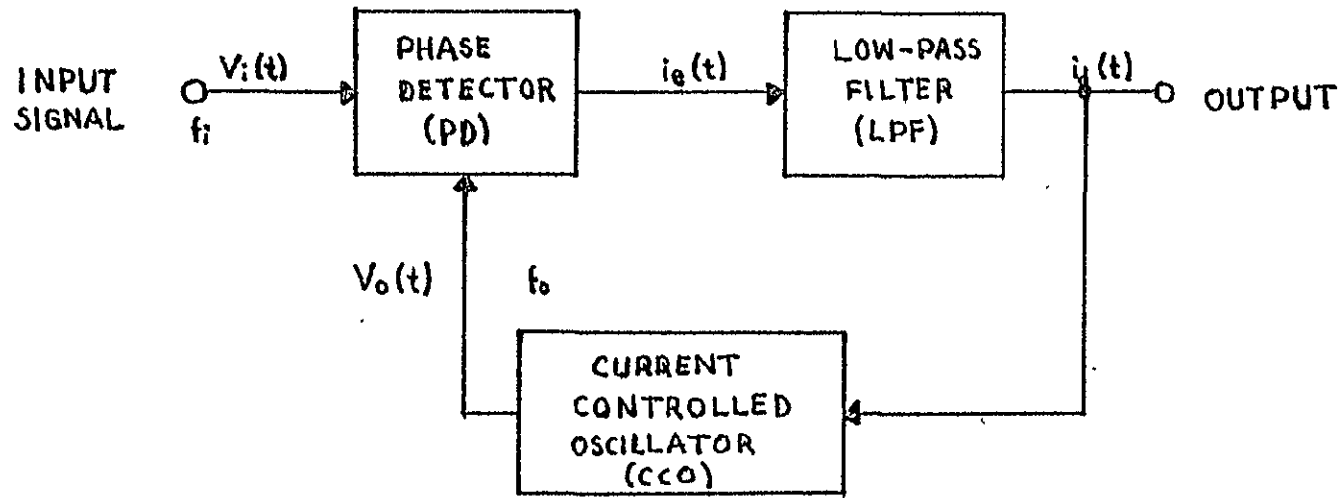 INPUT
SIGNAL
Vi(t)
fi
PHASE
DETECTOR
(PD)
ie(t)
LOW-PASS
FILTER
(LPF)
id(t)
OUTPUT
Vo(t)
fo
CURRENT
CONTROLLED
OSCILLATOR
(CCO)